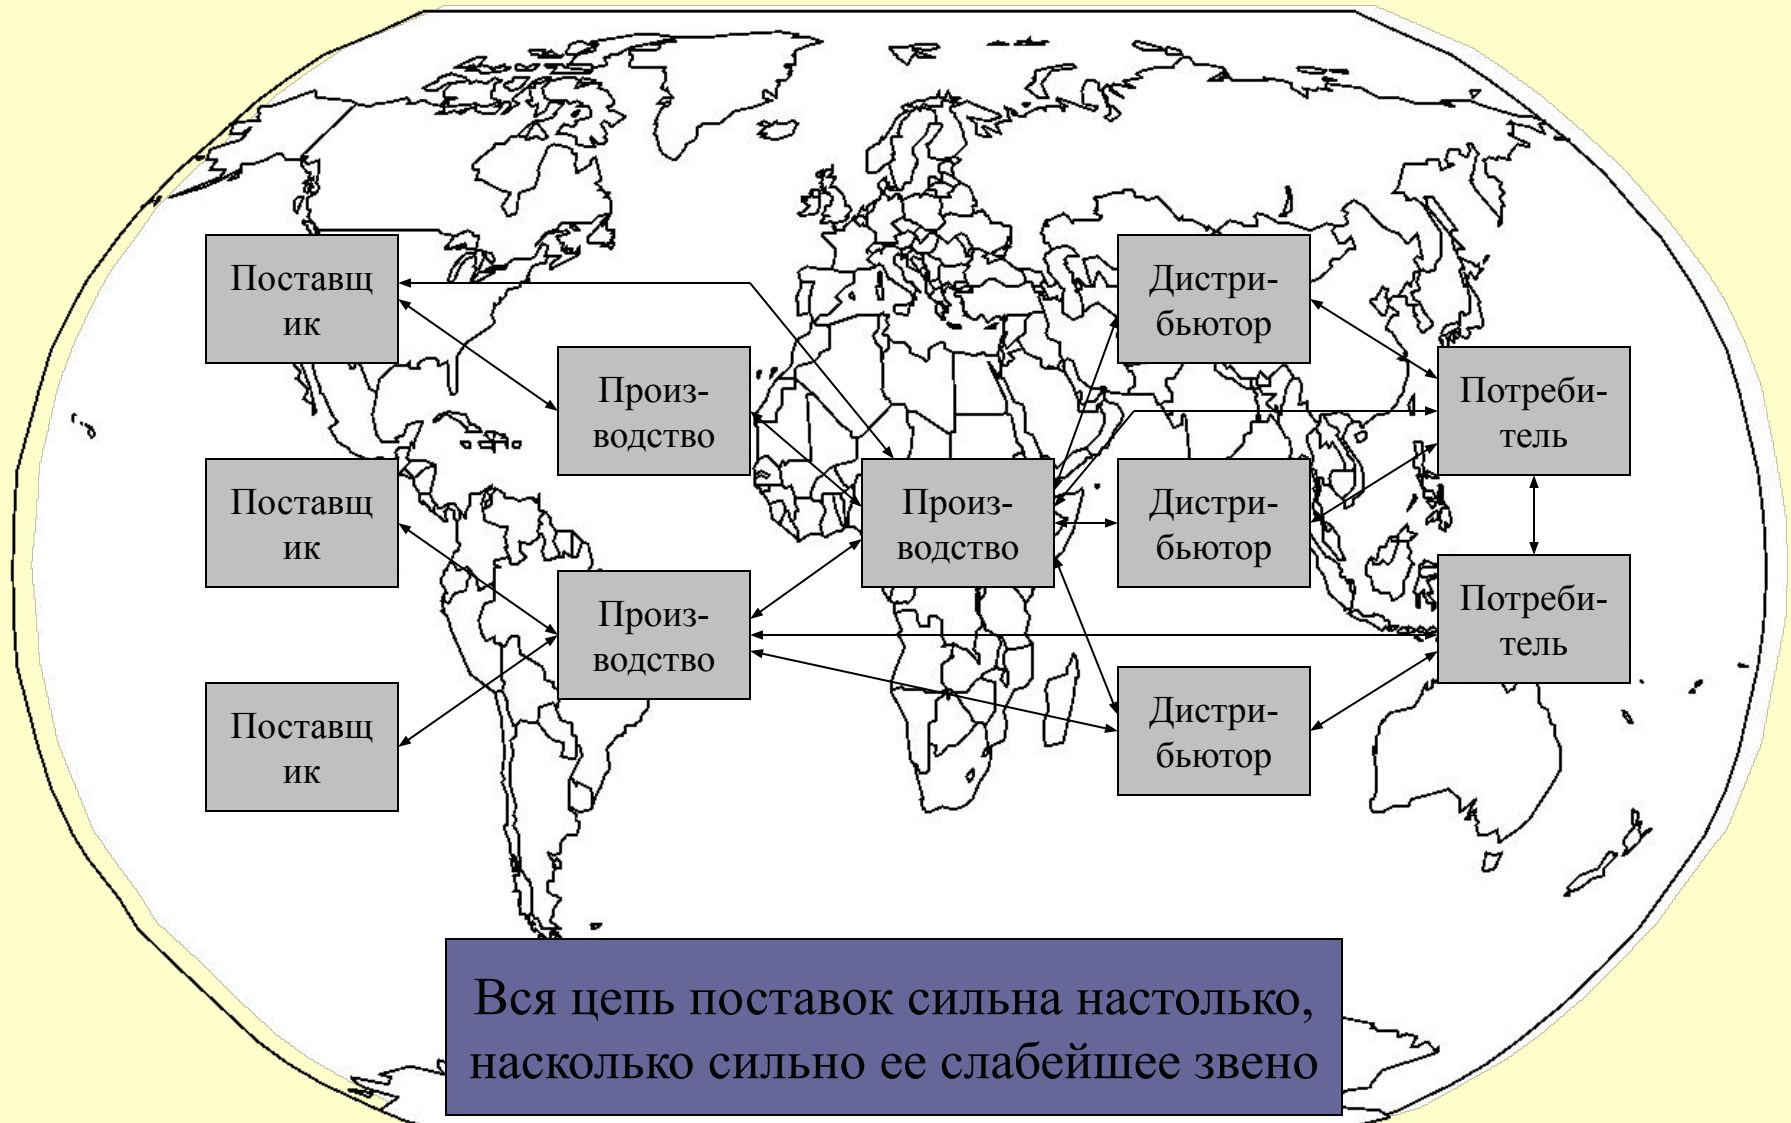 Поставщ
ик
Произ-
водство
Дистри-
бьютор
Потреби-
тель
Поставщ
ик
Произ-
водство
Дистри-
бьютор
Произ-
водство
Потреби-
тель
Поставщ
ик
Дистри-
бьютор
Вся цепь поставок сильна настолько,
насколько сильно ее слабейшее звено